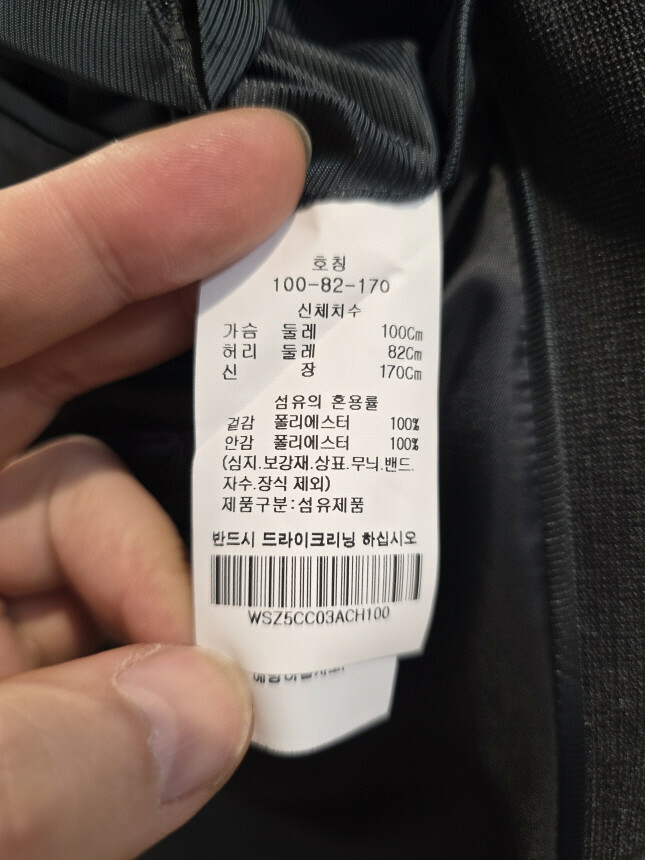 호칭
100-82-170
신체치수
가슴 둘레 100Cm
허리 둘레 82Cm
신 장 170Cm
섬유의 혼용률
겉감 폴리에스터 100%
안감 폴리에스터 100%
(심지.보강재.상표.무늬.밴드.
자수.장식 제외)
제품구분:섬유제품
반드시 드라이크리닝 하십시오
WSZ5CC03ACH100